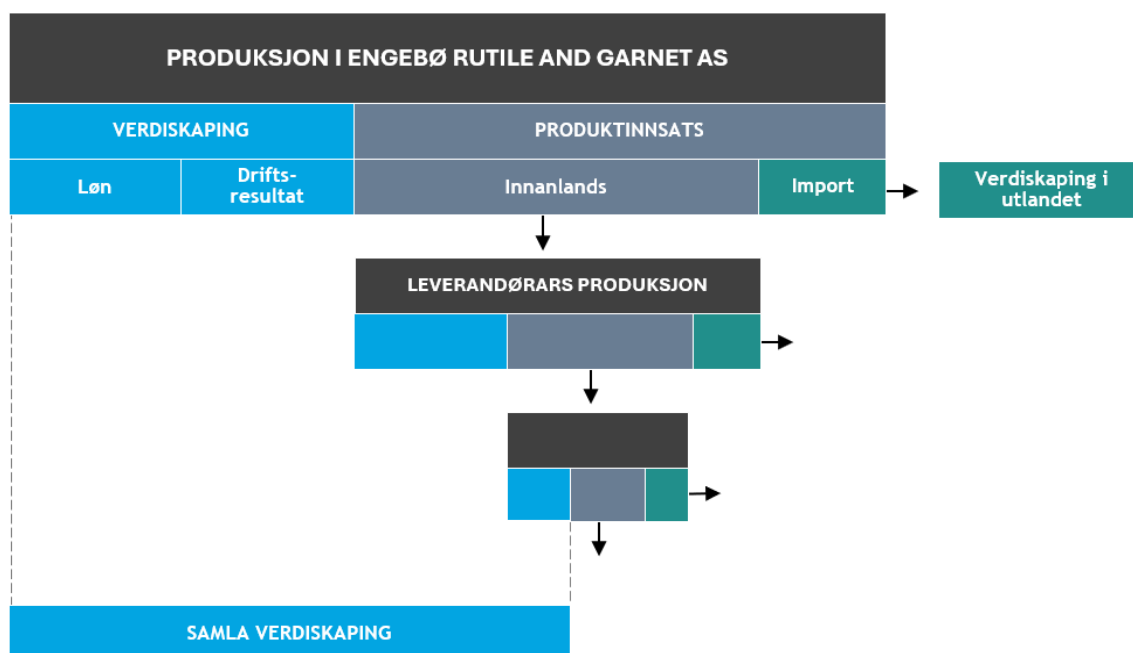 PRODUKSJON I ENGEBØ RUTILE AND GARNET AS
VERDISKAPING
PRODUKTINNSATS
Løn
Drifts-
resultat
Innanlands
Import
Verdiskaping i
utlandet
LEVERANDØRARS PRODUKSJON
SAMLA VERDISKAPING